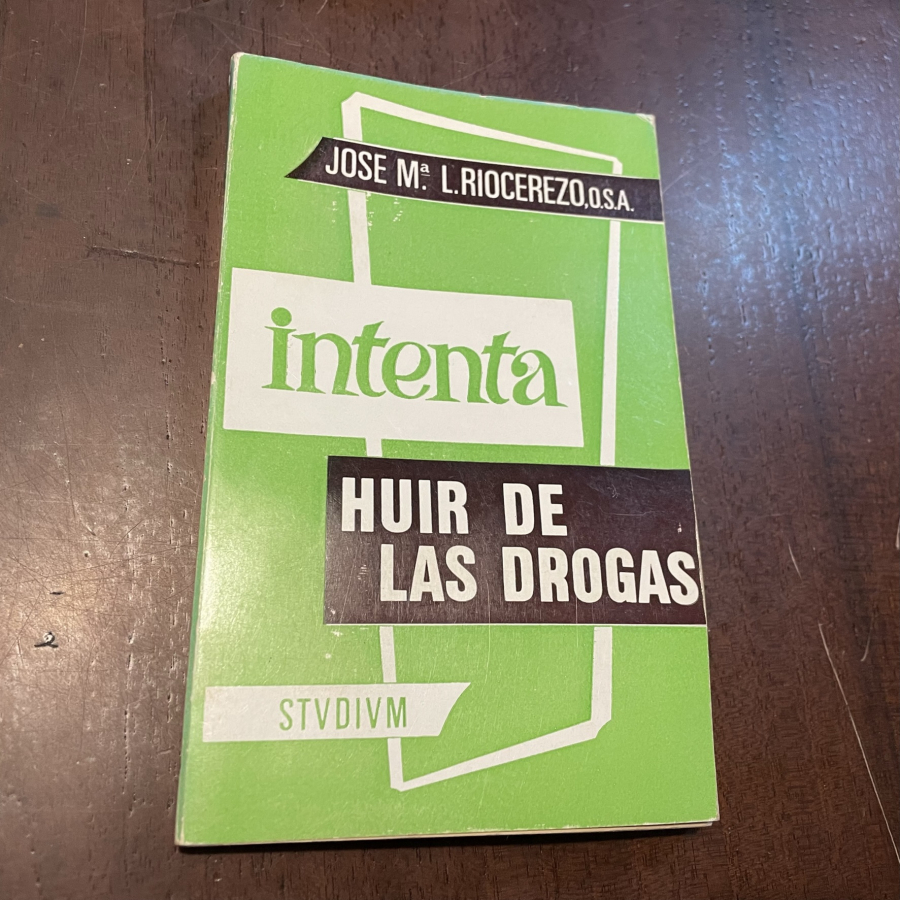 JOSE Mª. L. RIOCEREZO, O.S.A.
intenta
HUIR DE
LAS DROGAS
STVDIVM